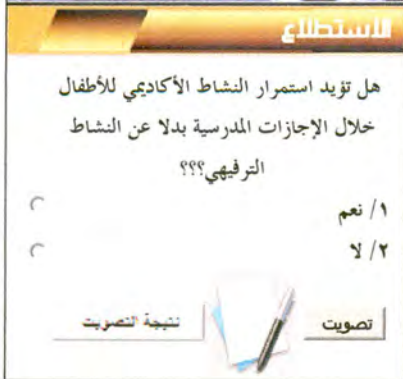 الاستطلاع
هل تؤيد استمرار النشاط الأكاديمي للأطفال
خلال الإجازات المدرسية بدلا عن النشاط
الترفيهي؟؟؟
١/ نعم
٢/ لا
تصويت
نتيجة التصويت